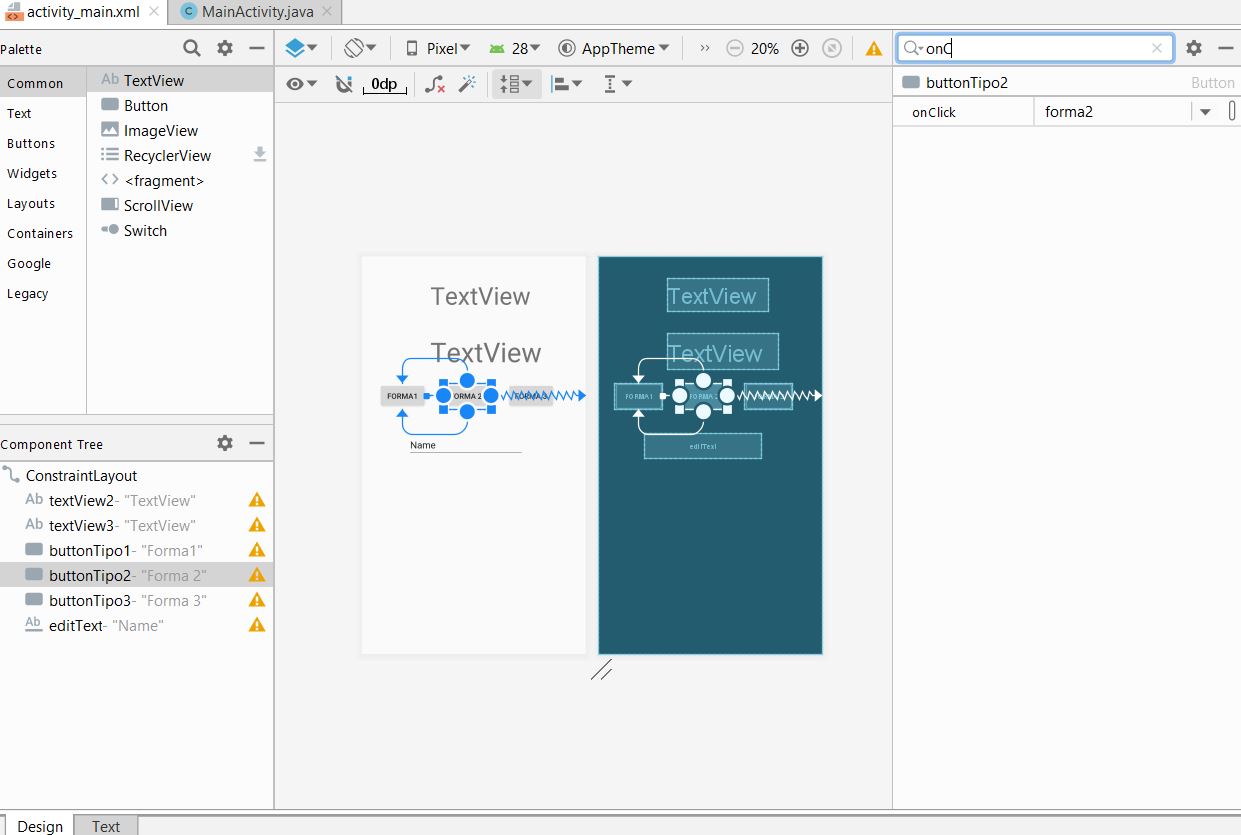 activity_main.xml
MainActivity.java
Palette
Pixel
28
AppTheme
20%
onC
Common
Text
Buttons
Widgets
Layouts
Containers
Google
Legacy
Ab TextView
Button
ImageView
RecyclerView
<fragment>
ScrollView
Switch
0dp
buttonTipo2
Button
onClick
forma2
TextView
TextView
FORMA1
ORMA 2
Name
TextView
TextView
FORMA1
FORMA 2
editText
Component Tree
ConstraintLayout
Ab textView2- "TextView"
Ab textView3- "TextView"
buttonTipo1- "Forma1"
buttonTipo2- "Forma 2"
buttonTipo3- "Forma 3"
Ab editText- "Name"
Design
Text